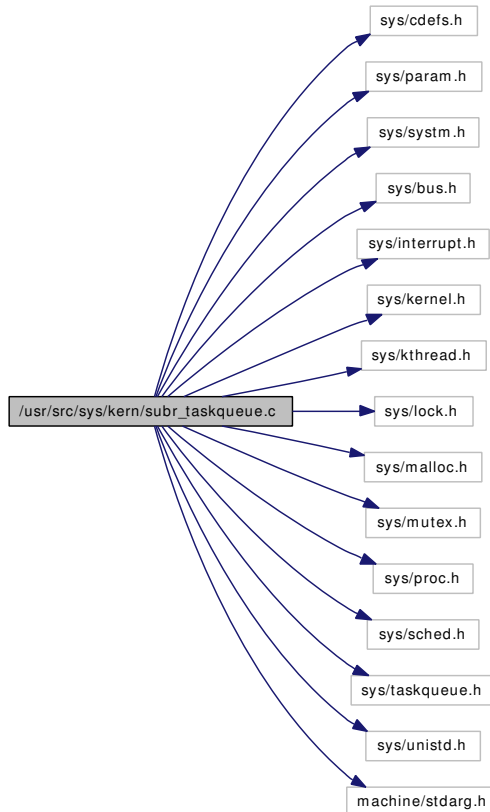 sys/cdefs.h
sys/param.h
sys/systm.h
sys/bus.h
sys/interrupt.h
sys/kernel.h
sys/kthread.h
/usr/src/sys/kern/subr_taskqueue.c
sys/lock.h
sys/malloc.h
sys/mutex.h
sys/proc.h
sys/sched.h
sys/taskqueue.h
sys/unistd.h
machine/stdarg.h